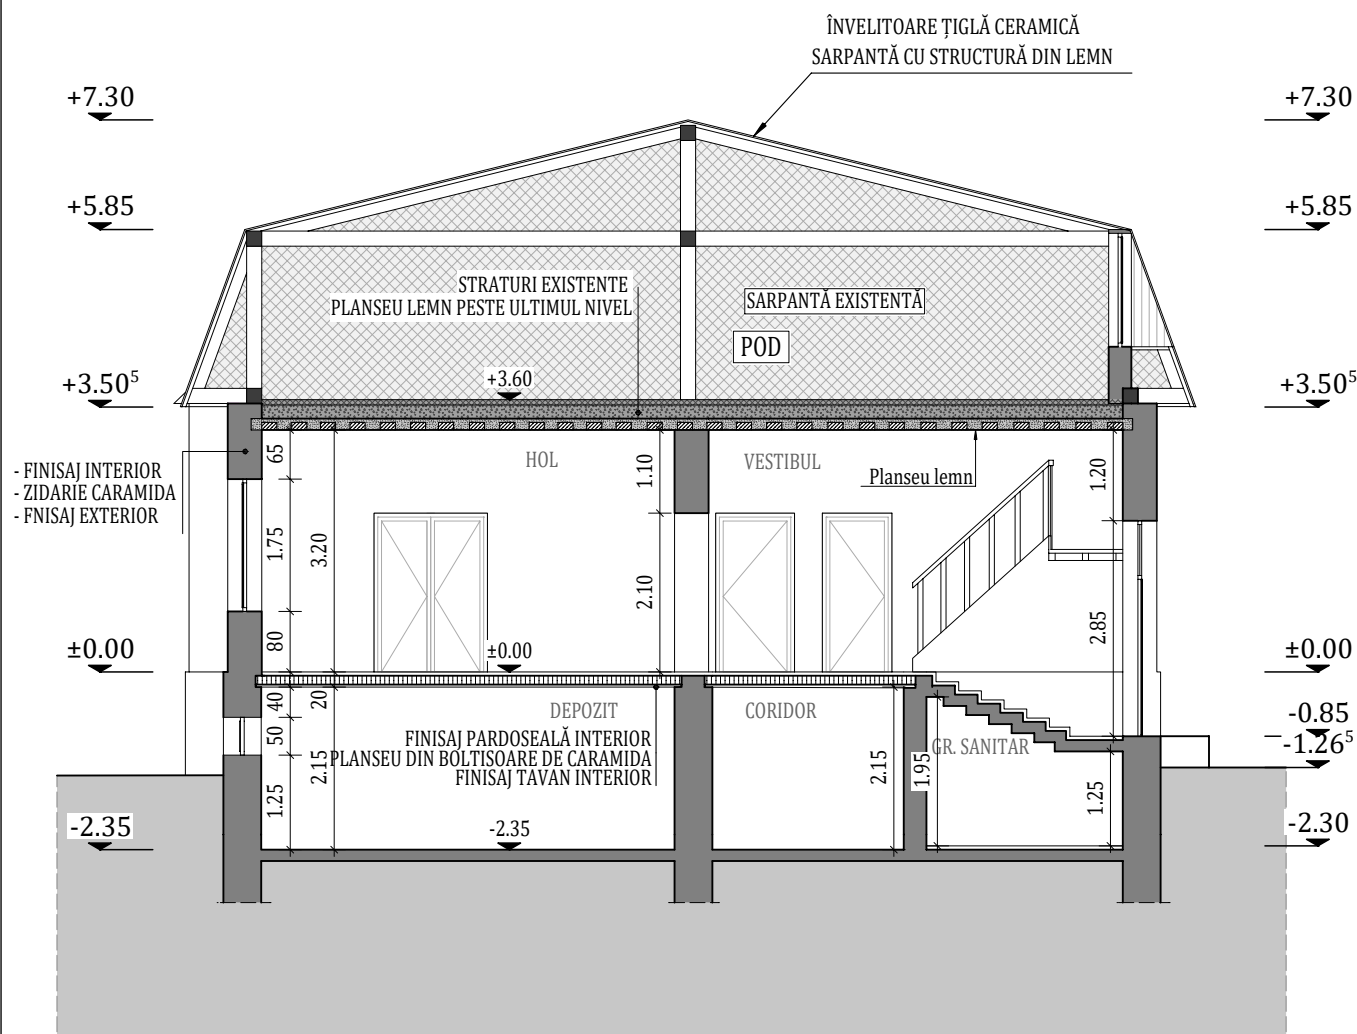 ÎNVELITOARE ȚIGLĂ CERAMICĂ
SARPANTĂ CU STRUCTURĂ DIN LEMN
+7.30
+7.30
+5.85
+5.85
STRATURI EXISTENTE
PLANSEU LEMN PESTE ULTIMUL NIVEL
SARPANTĂ EXISTENTĂ
POD
+3.50⁵
+3.60
+3.50⁵
- FINISAJ INTERIOR
- ZIDARIE CARAMIDA
- FNISAJ EXTERIOR
65
HOL
1.10
VESTIBUL
Planseu lemn
1.20
1.75
3.20
2.10
2.85
80
±0.00
±0.00
±0.00
40
20
DEPOZIT
CORIDOR
-0.85
50
FINISAJ PARDOSEALĂ INTERIOR
PLANSEU DIN BOLTISOARE DE CARAMIDA
FINISAJ TAVAN INTERIOR
GR. SANITAR
-1.26⁵
2.15
2.15
1.95
1.25
1.25
-2.35
-2.35
-2.30